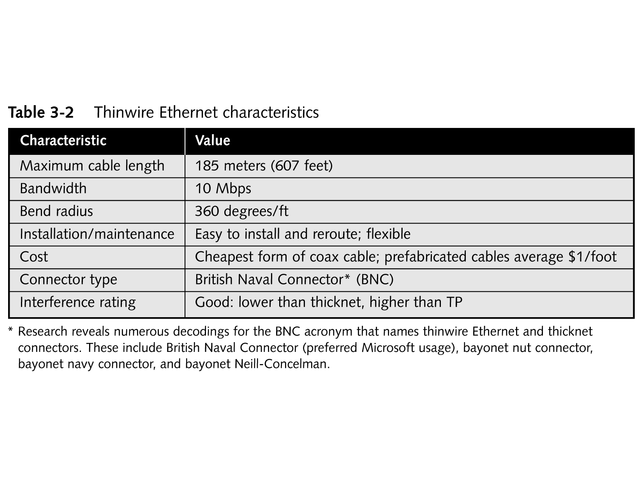 Table 3-2 Thinwire Ethernet characteristics
Characteristic Value
Maximum cable length 185 meters (607 feet)
Bandwidth 10 Mbps
Bend radius 360 degrees/ft
Installation/maintenance Easy to install and reroute; flexible
Cost Cheapest form of coax cable; prefabricated cables average $1/foot
Connector type British Naval Connector* (BNC)
Interference rating Good: lower than thicknet, higher than TP
* Research reveals numerous decodings for the BNC acronym that names thinwire Ethernet and thicknet
connectors. These include British Naval Connector (preferred Microsoft usage), bayonet nut connector,
bayonet navy connector, and bayonet Neill-Concelman.